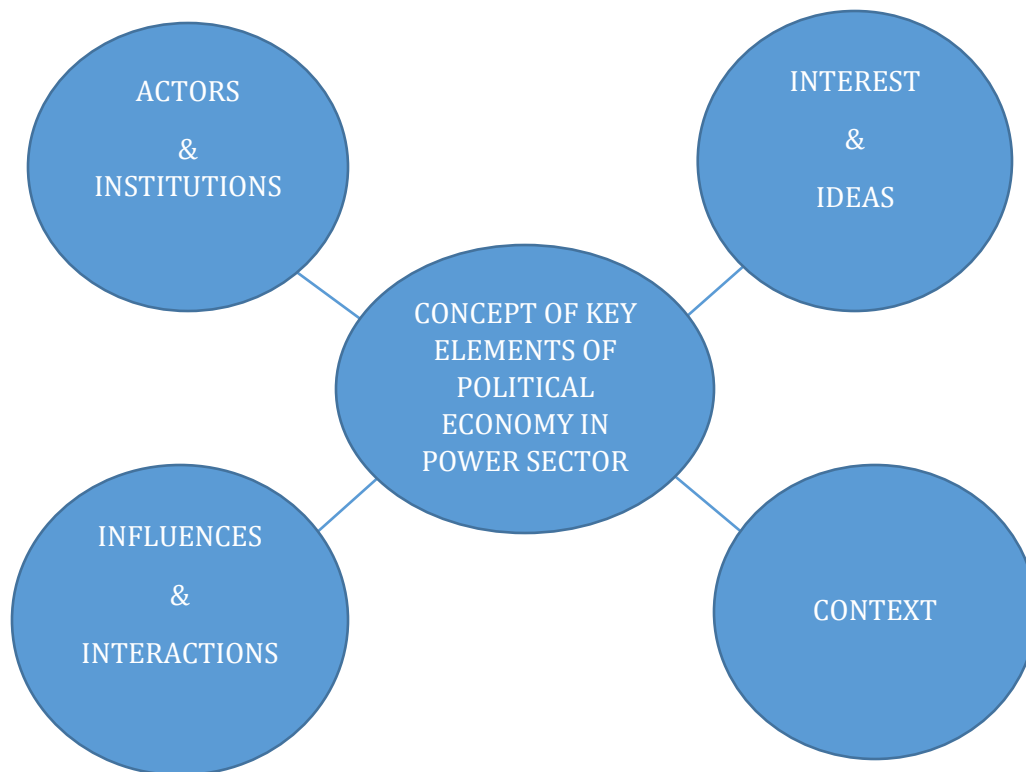 ACTORS
&
INSTITUTIONS
INTEREST
&
IDEAS
CONCEPT OF KEY
ELEMENTS OF
POLITICAL
ECONOMY IN
POWER SECTOR
INFLUENCES
&
INTERACTIONS
CONTEXT